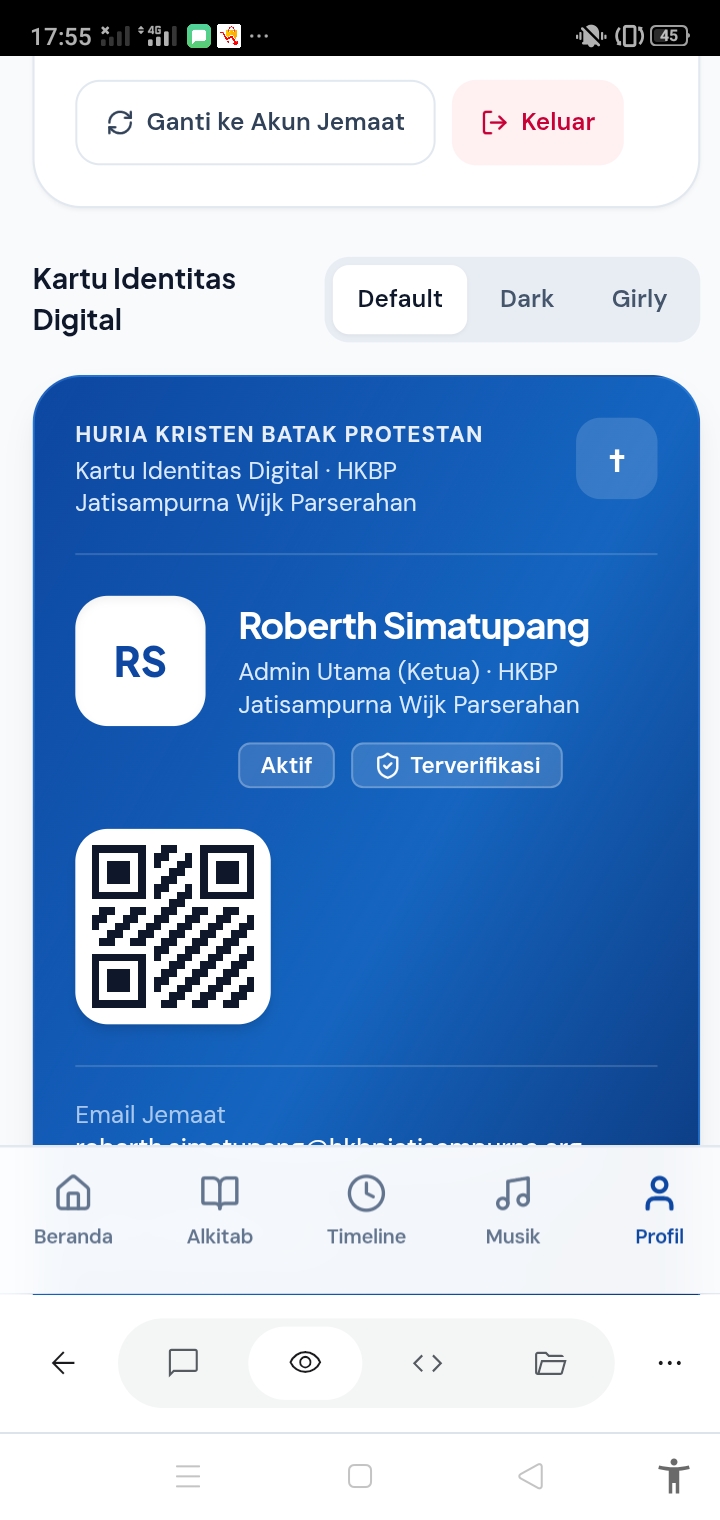 17:55 4G 45
Ganti ke Akun Jemaat
Keluar
Kartu Identitas
Digital
Default
Dark
Girly
HURIA KRISTEN BATAK PROTESTAN
Kartu Identitas Digital · HKBP
Jatisampurna Wijk Parserahan
RS
Roberth Simatupang
Admin Utama (Ketua) · HKBP
Jatisampurna Wijk Parserahan
Aktif
Terverifikasi
Email Jemaat
Beranda
Alkitab
Timeline
Musik
Profil